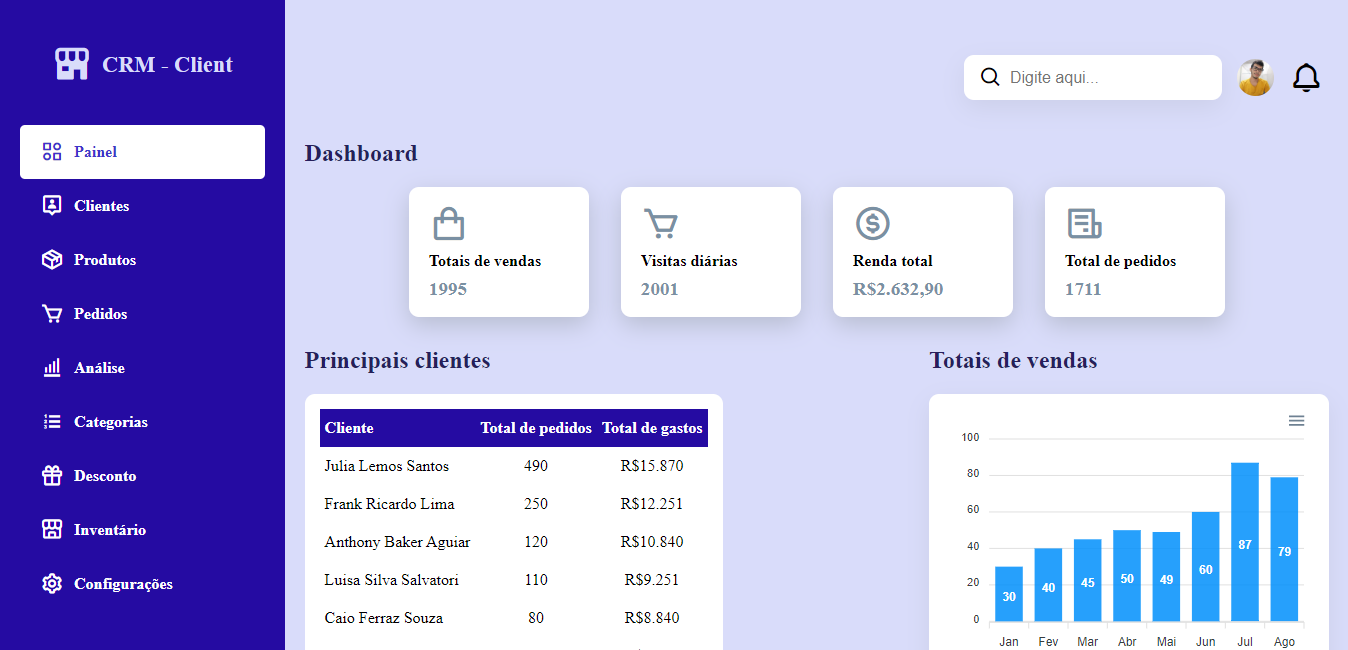 CRM - Client
Painel
Clientes
Produtos
Pedidos
Análise
Categorias
Desconto
Inventário
Configurações
Digite aqui...
Dashboard
Totais de vendas
1995
Visitas diárias
2001
Renda total
R$2.632,90
Total de pedidos
1711
Principais clientes
Cliente Total de pedidos Total de gastos
Julia Lemos Santos 490 R$15.870
Frank Ricardo Lima 250 R$12.251
Anthony Baker Aguiar 120 R$10.840
Luisa Silva Salvatori 110 R$9.251
Caio Ferraz Souza 80 R$8.840
Totais de vendas
100
80
60
40
20
0
30 40 45 50 49 60 87 79
Jan Fev Mar Abr Mai Jun Jul Ago